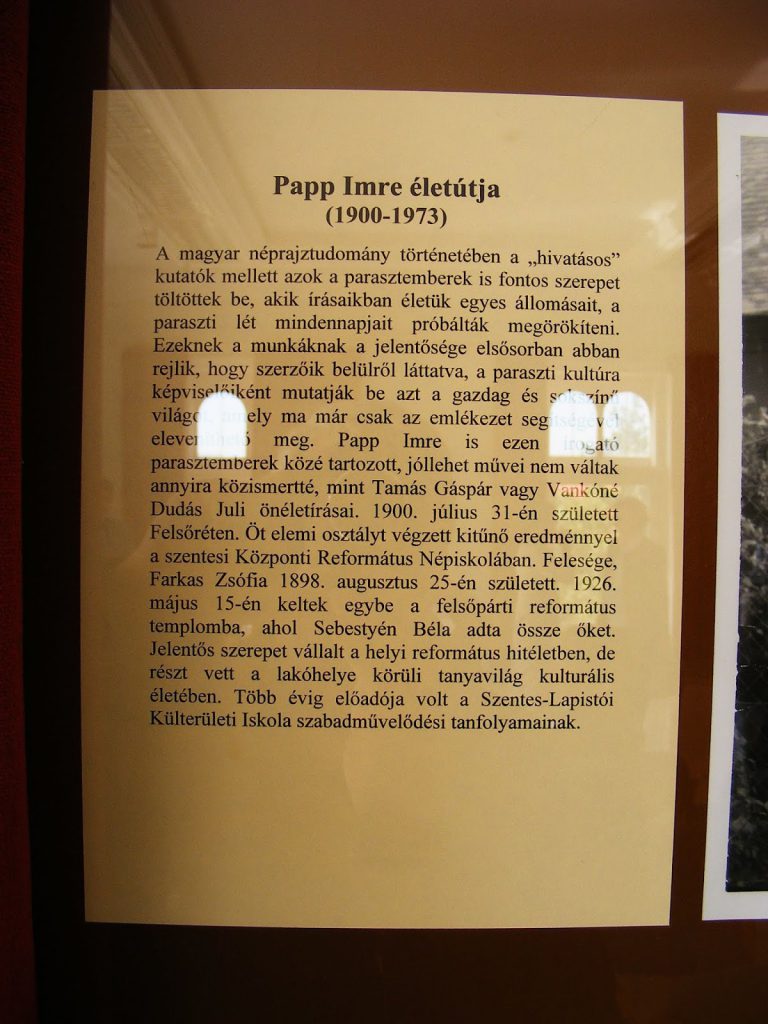 Papp Imre életútja
(1900-1973)
A magyar néprajztudomány történetében a „hivatásos”
kutatók mellett azok a parasztemberek is fontos szerepet
töltöttek be, akik írásaikban életük egyes állomásait, a
paraszti lét mindennapjait próbálták megörökíteni.
Ezeknek a munkáknak a jelentősége elsősorban abban
rejlik, hogy szerzőik belülről láttatva, a paraszti kultúra
képviselőiként mutatják be azt a gazdag és sokszínű
világot, amely ma már csak az emlékezet segítségével
eleveníthető meg. Papp Imre is ezen irogató
parasztemberek közé tartozott, jóllehet művei nem váltak
annyira közismertté, mint Tamás Gáspár vagy Vankóné
Dudás Juli önéletírásai. 1900. július 31-én született
Felsőréten. Öt elemi osztályt végzett kitűnő eredménnyel
a szentesi Központi Református Népiskolában. Felesége,
Farkas Zsófia 1898. augusztus 25-én született. 1926.
május 15-én keltek egybe a felsőpárti református
templomba, ahol Sebestyén Béla adta össze őket.
Jelentős szerepet vállalt a helyi református hitéletben, de
részt vett a lakóhelye körüli tanyavilág kulturális
életében. Több évig előadója volt a Szentes-Lapistói
Külterületi Iskola szabadművelődési tanfolyamainak.